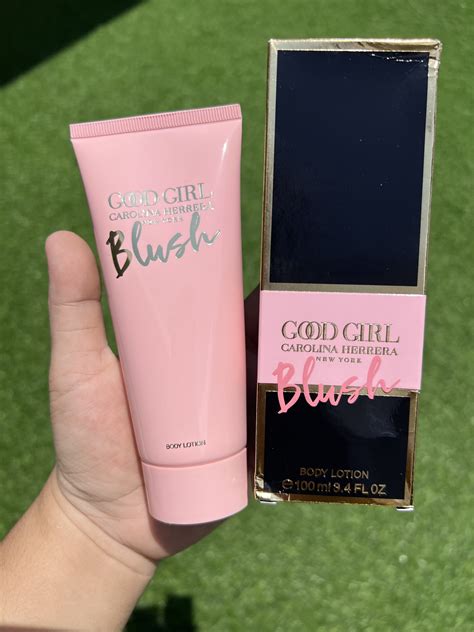 GOOD GIRL
CAROLINA HERRERA
NEW YORK
Blush
BODY LOTION
GOOD GIRL
CAROLINA HERRERA
NEW YORK
Blush
BODY LOTION
℮ 100 ml 3.4 FL OZ